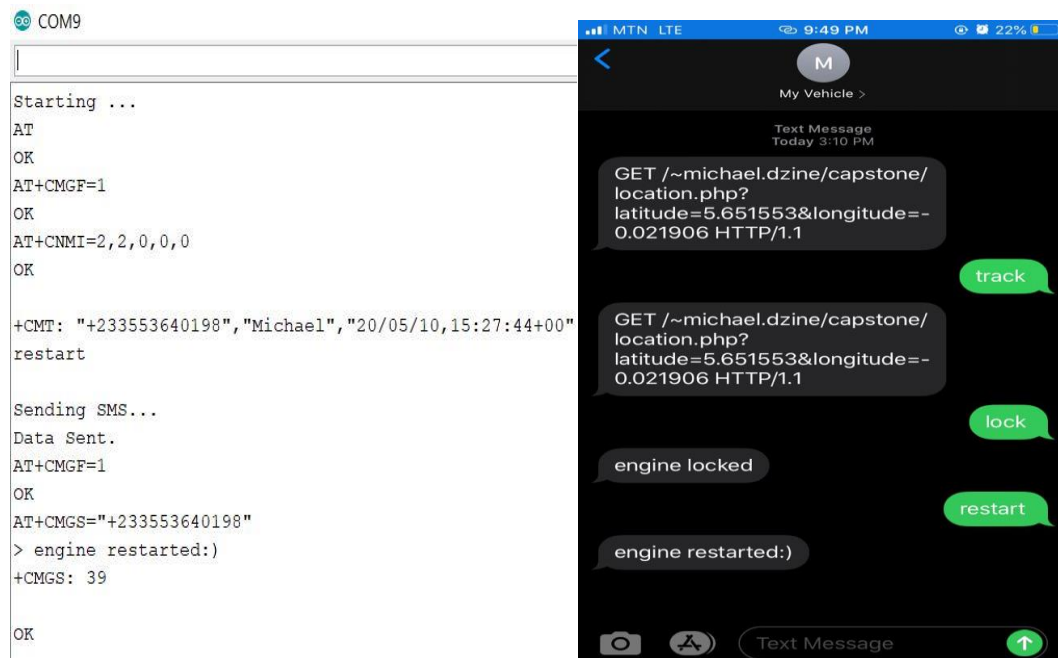 COM9
Starting ...
AT
OK
AT+CMGF=1
OK
AT+CNMI=2,2,0,0,0
OK
+CMT: "+233553640198","Michael","20/05/10,15:27:44+00"
restart
Sending SMS...
Data Sent.
AT+CMGF=1
OK
AT+CMGS="+233553640198"
> engine restarted:)
+CMGS: 39
OK
MTN LTE 9:49 PM 22%
M
My Vehicle >
Text Message
Today 3:10 PM
GET /~michael.dzine/capstone/
location.php?
latitude=5.651553&longitude=-
0.021906 HTTP/1.1
track
GET /~michael.dzine/capstone/
location.php?
latitude=5.651553&longitude=-
0.021906 HTTP/1.1
lock
engine locked
restart
engine restarted:)
Text Message